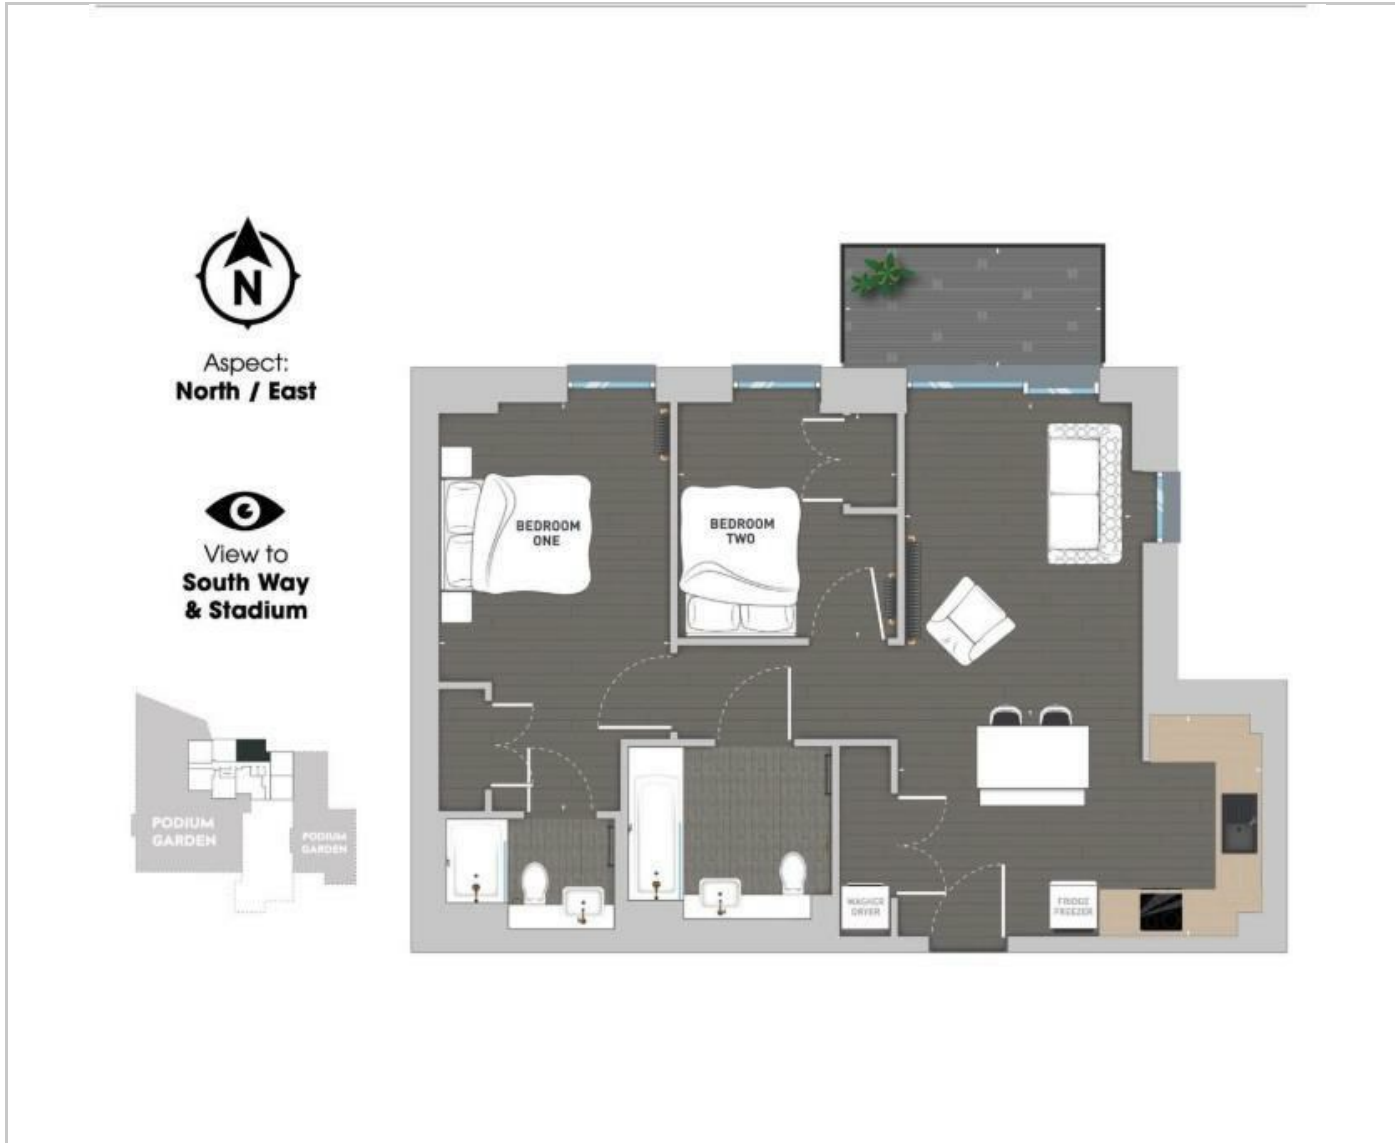 N
Aspect:
North / East
View to
South Way
& Stadium
PODIUM
GARDEN
PODIUM
GARDEN
BEDROOM
ONE
BEDROOM
TWO
WASHER
DRYER
FRIDGE
FREEZER